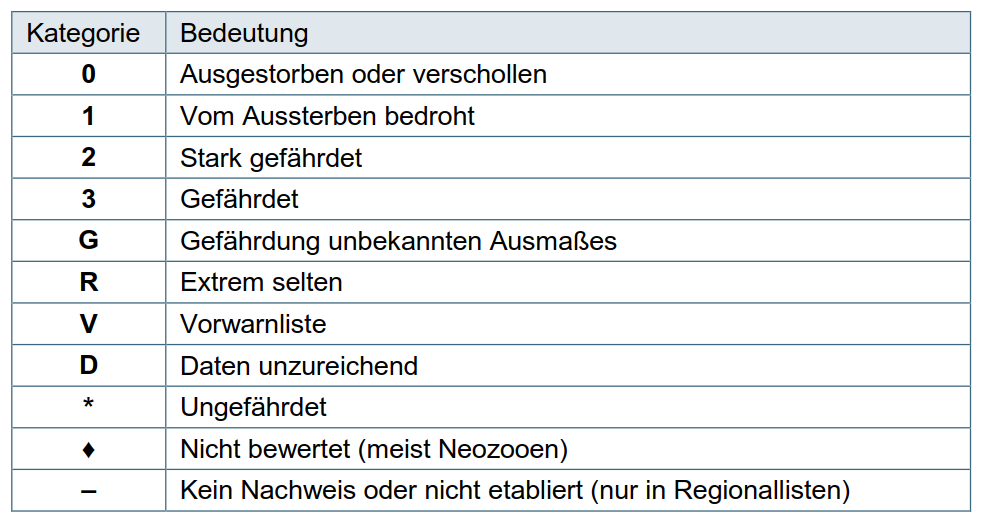 Kategorie Bedeutung
0 Ausgestorben oder verschollen
1 Vom Aussterben bedroht
2 Stark gefährdet
3 Gefährdet
G Gefährdung unbekannten Ausmaßes
R Extrem selten
V Vorwarnliste
D Daten unzureichend
* Ungefährdet
♦ Nicht bewertet (meist Neozooen)
– Kein Nachweis oder nicht etabliert (nur in Regionallisten)